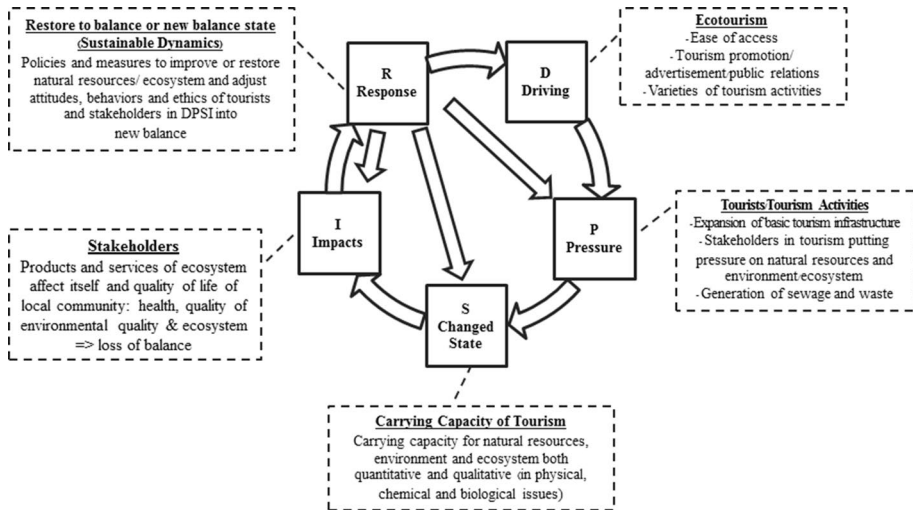 Restore to balance or new balance state
(Sustainable Dynamics)
Policies and measures to improve or restore
natural resources/ ecosystem and adjust
attitudes, behaviors and ethics of tourists
and stakeholders in DPSI into
new balance
R
Response
D
Driving
Ecotourism
-Ease of access
-Tourism promotion/
advertisement/public relations
-Varieties of tourism activities
I
Impacts
P
Pressure
Tourists/Tourism Activities
-Expansion of basic tourism infrastructure
-Stakeholders in tourism putting
pressure on natural resources and
environment/ecosystem
-Generation of sewage and waste
Stakeholders
Products and services of ecosystem
affect itself and quality of life of
local community: health, quality of
environmental quality & ecosystem
=> loss of balance
S
Changed
State
Carrying Capacity of Tourism
Carrying capacity for natural resources,
environment and ecosystem both
quantitative and qualitative (in physical,
chemical and biological issues)